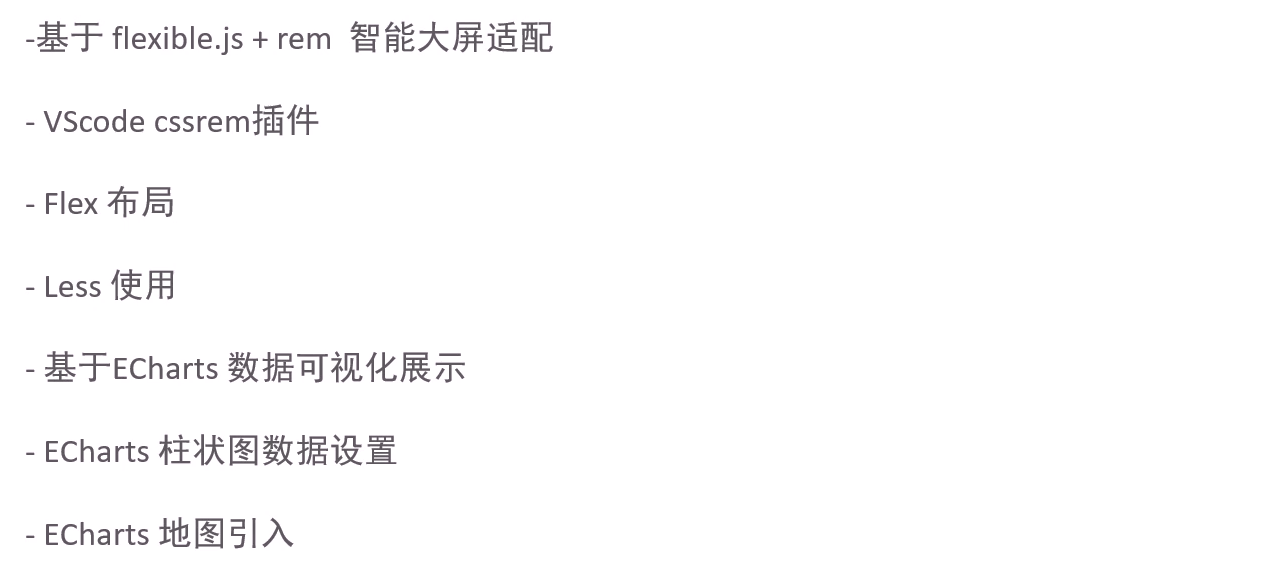 -基于 flexible.js + rem  智能大屏适配
- VScode cssrem插件
- Flex 布局
- Less 使用
- 基于ECharts 数据可视化展示
- ECharts 柱状图数据设置
- ECharts 地图引入